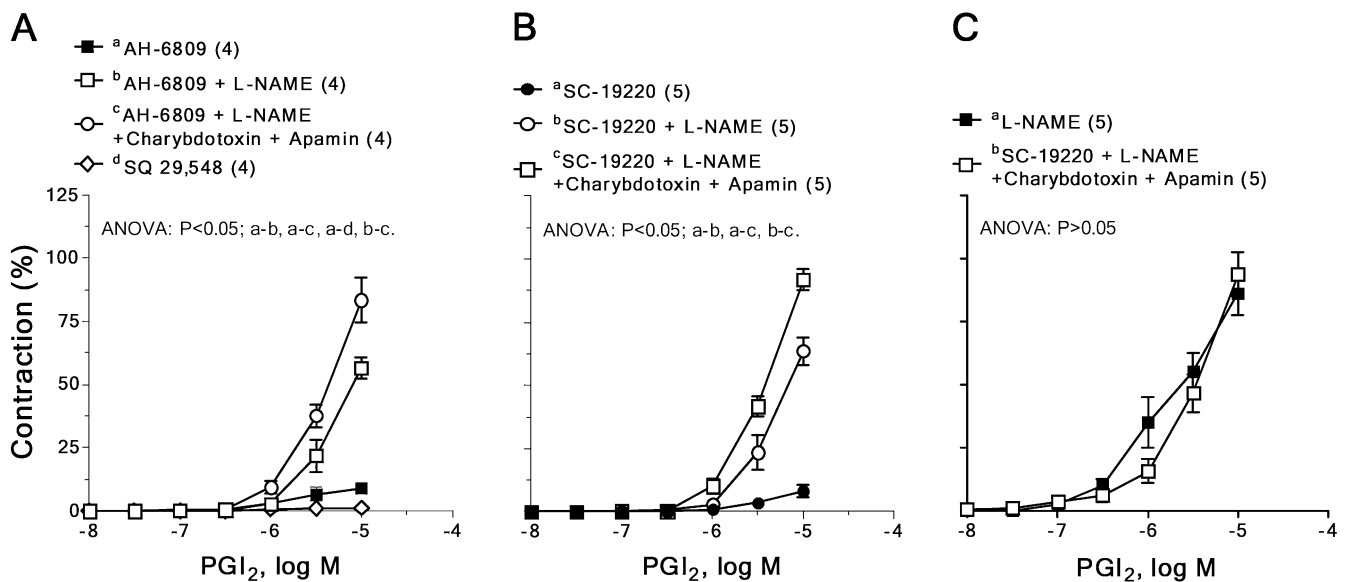 A
ᵃAH-6809 (4)
ᵇAH-6809 + L-NAME (4)
ᶜAH-6809 + L-NAME
+Charybdotoxin + Apamin (4)
ᵈSQ 29,548 (4)
125
100
75
50
25
0
Contraction (%)
ANOVA: P<0.05; a-b, a-c, a-d, b-c.
-8
-7
-6
-5
-4
PGI₂, log M
B
ᵃSC-19220 (5)
ᵇSC-19220 + L-NAME (5)
ᶜSC-19220 + L-NAME
+Charybdotoxin + Apamin (5)
ANOVA: P<0.05; a-b, a-c, b-c.
-8
-7
-6
-5
-4
PGI₂, log M
C
ᵃL-NAME (5)
ᵇSC-19220 + L-NAME
+Charybdotoxin + Apamin (5)
ANOVA: P>0.05
-8
-7
-6
-5
-4
PGI₂, log M